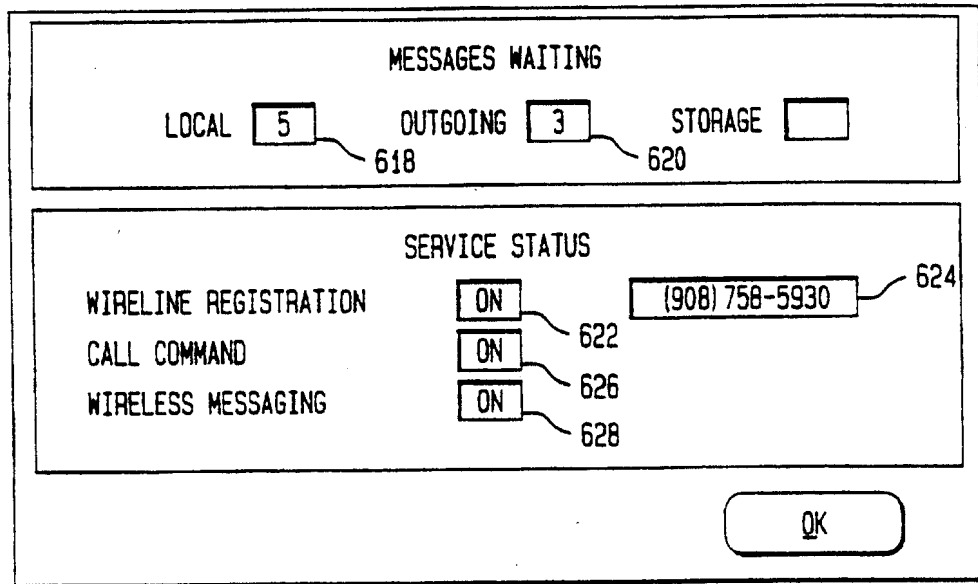 MESSAGES WAITING
LOCAL 5 OUTGOING 3 STORAGE
618 620
SERVICE STATUS
WIRELINE REGISTRATION ON (908) 758-5930 624
622
CALL COMMAND ON
626
WIRELESS MESSAGING ON
628
OK